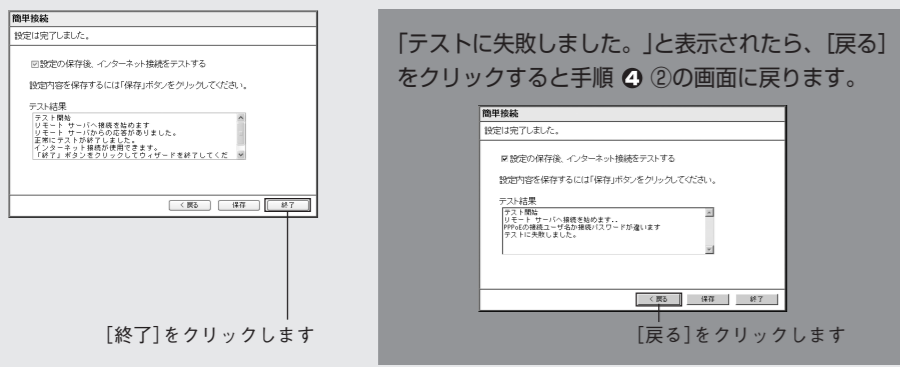 簡単接続
設定は完了しました。
設定の保存後、インターネット接続をテストする
設定内容を保存するには「保存」ボタンをクリックしてください。
テスト結果
テスト開始
リモート サーバへ接続を始めます
リモート サーバからの応答がありました。
正常にテストが終了しました。
インターネット接続が使用できます。
「終了」ボタンをクリックしてウィザードを終了してくだ
< 戻る 保存 終了
[終了]をクリックします
「テストに失敗しました。」と表示されたら、[戻る]
をクリックすると手順 ❹ ②の画面に戻ります。
簡単接続
設定は完了しました。
設定の保存後、インターネット接続をテストする
設定内容を保存するには「保存」ボタンをクリックしてください。
テスト結果
テスト開始
リモート サーバへ接続を始めます..
PPPoEの接続ユーザ名か接続パスワードが違います
テストに失敗しました。
< 戻る 保存 終了
[戻る]をクリックします